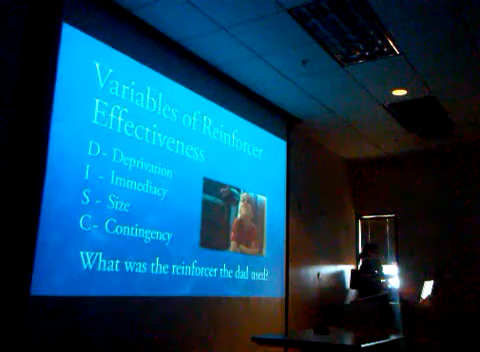 Variables of Reinforcer
Effectiveness
D- Deprivation
I - Immediacy
S - Size
C- Contingency
What was the reinforcer the dad used?